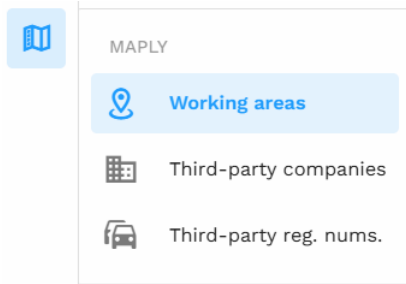 MAPLY
Working areas
Third-party companies
Third-party reg. nums.